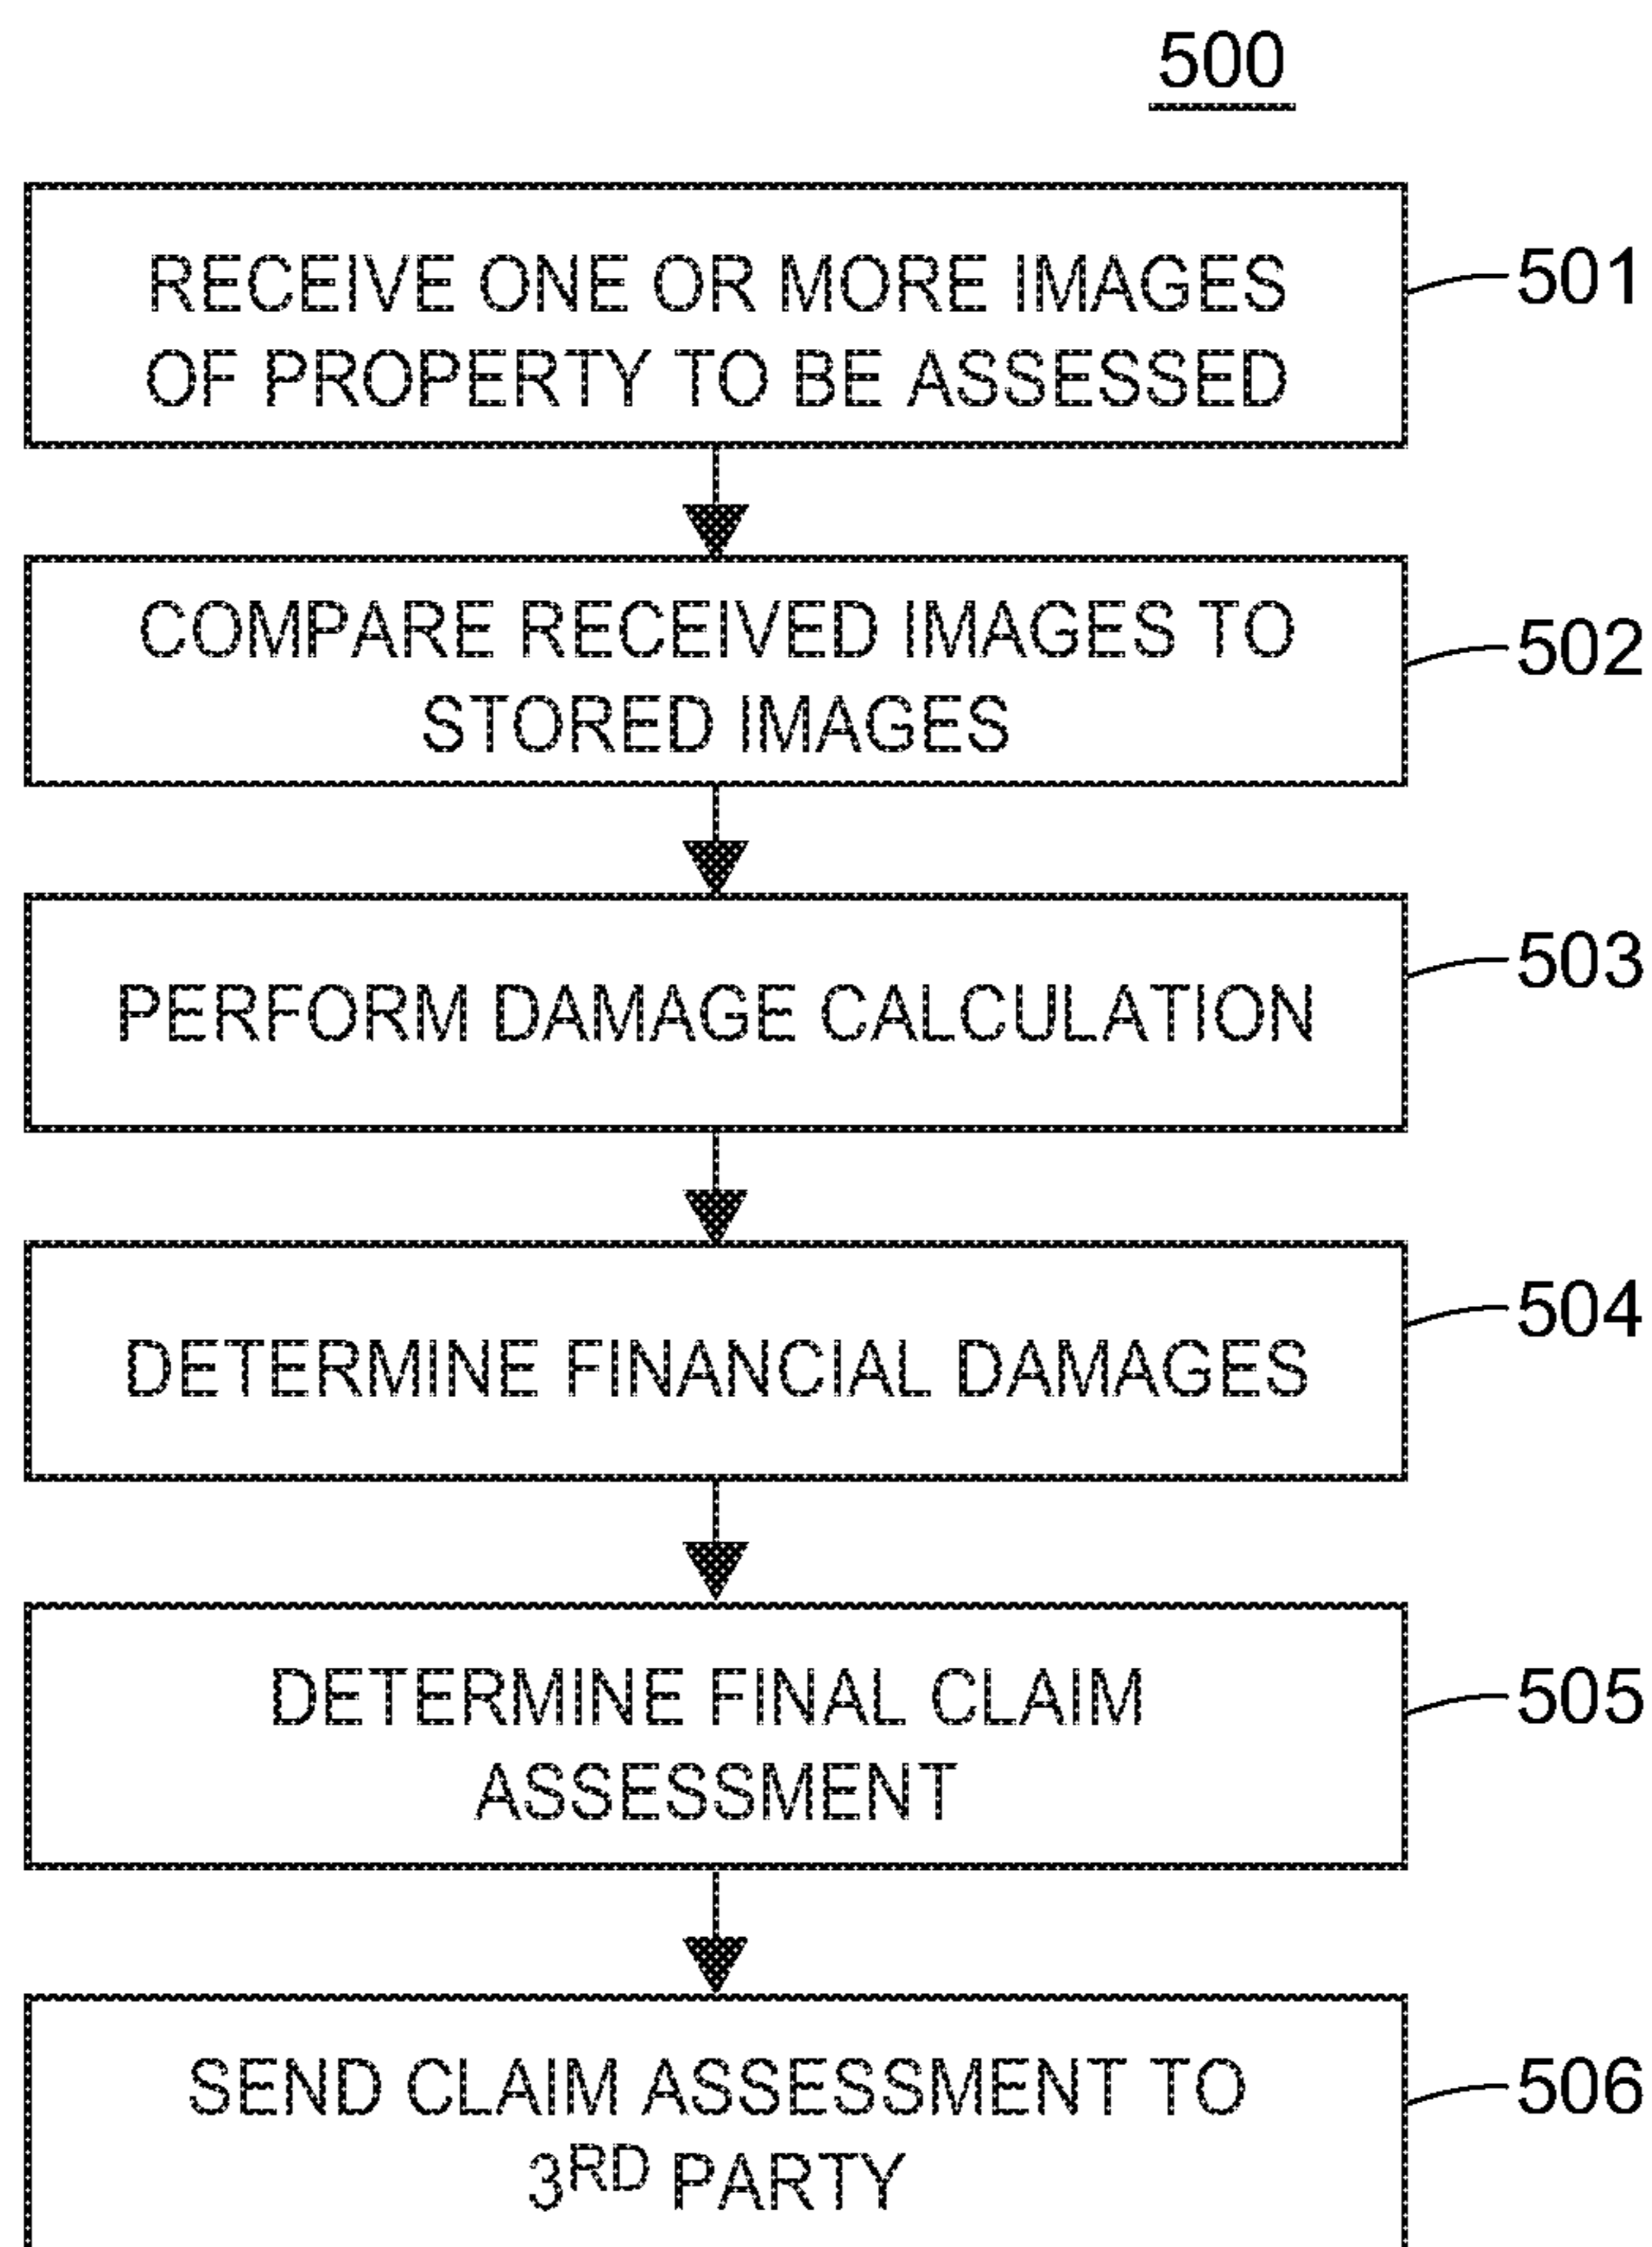 500
RECEIVE ONE OR MORE IMAGES
OF PROPERTY TO BE ASSESSED
501
COMPARE RECEIVED IMAGES TO
STORED IMAGES
502
PERFORM DAMAGE CALCULATION
503
DETERMINE FINANCIAL DAMAGES
504
DETERMINE FINAL CLAIM
ASSESSMENT
505
SEND CLAIM ASSESSMENT TO
3RD PARTY
506